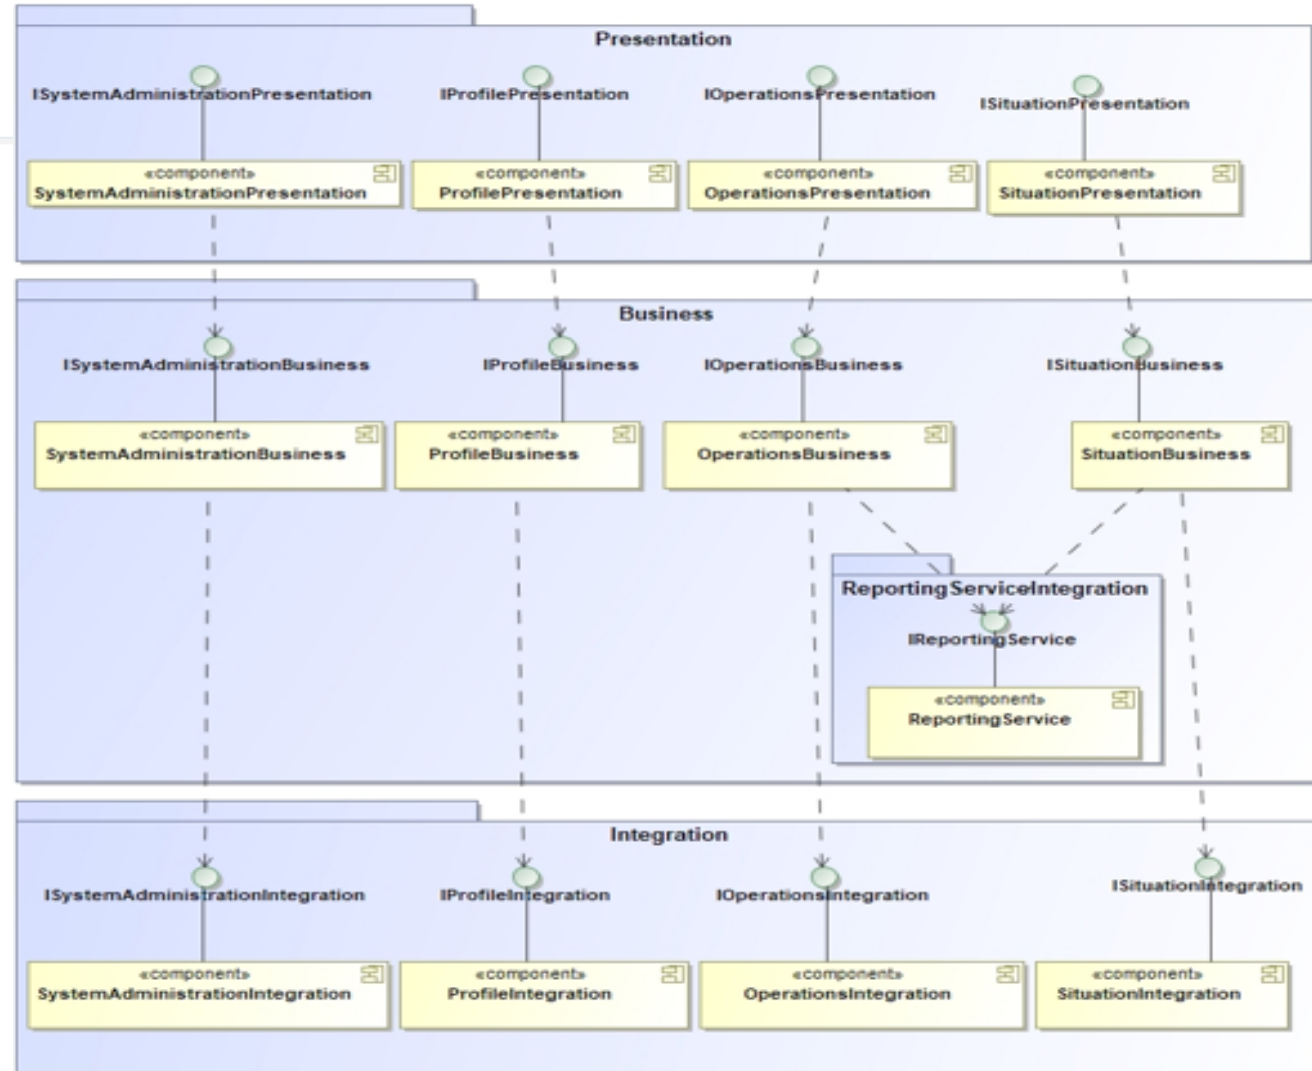 Presentation
ISystemAdministrationPresentation
IProfilePresentation
IOperationsPresentation
ISituationPresentation
«component»
SystemAdministrationPresentation
«component»
ProfilePresentation
«component»
OperationsPresentation
«component»
SituationPresentation
Business
ISystemAdministrationBusiness
IProfileBusiness
IOperationsBusiness
ISituationBusiness
«component»
SystemAdministrationBusiness
«component»
ProfileBusiness
«component»
OperationsBusiness
«component»
SituationBusiness
ReportingServiceIntegration
IReportingService
«component»
ReportingService
Integration
ISystemAdministrationIntegration
IProfileIntegration
IOperationsIntegration
ISituationIntegration
«component»
SystemAdministrationIntegration
«component»
ProfileIntegration
«component»
OperationsIntegration
«component»
SituationIntegration